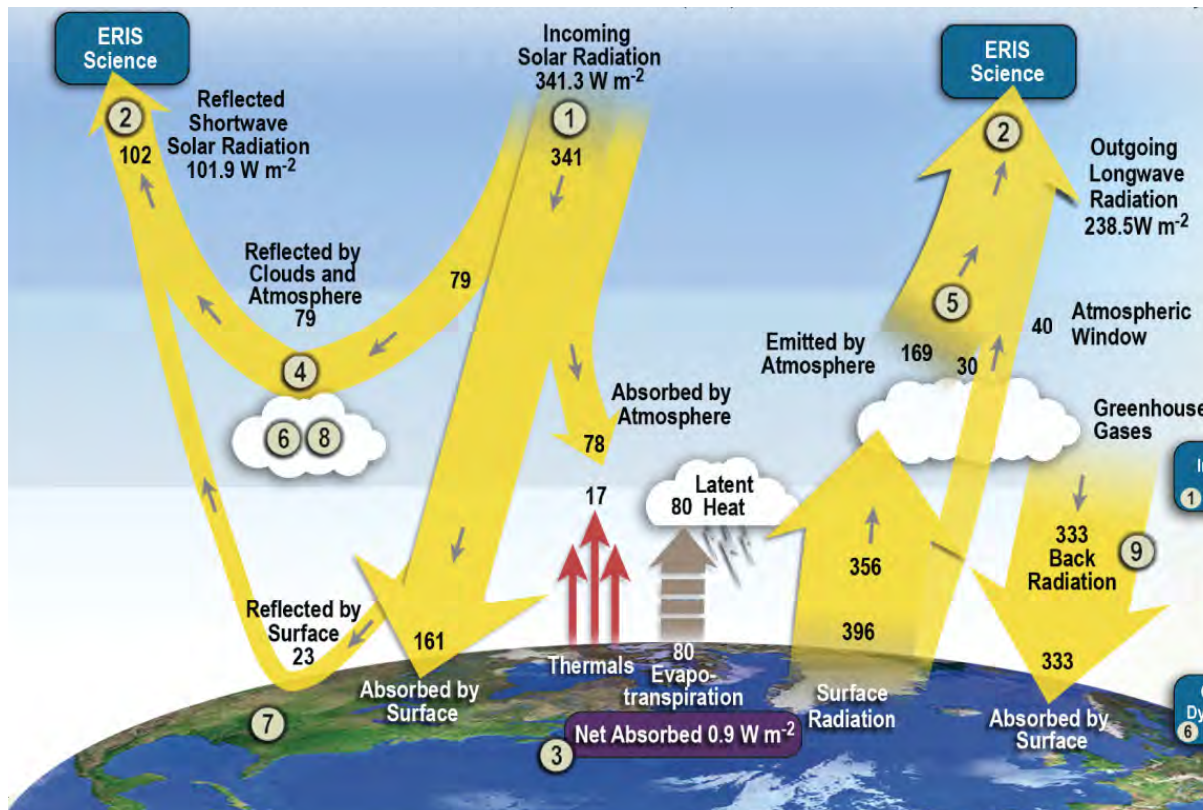 ERIS
Science
2
102
Reflected
Shortwave
Solar Radiation
101.9 W m-2
Incoming
Solar Radiation
341.3 W m-2
1
341
Reflected by
Clouds and
Atmosphere
79
79
4
6 8
Absorbed by
Atmosphere
78
17
Thermals
80 Latent
Heat
80
Evapo-
transpiration
Reflected by
Surface
23
161
Absorbed by
Surface
7
3
Net Absorbed 0.9 W m-2
ERIS
Science
2
Outgoing
Longwave
Radiation
238.5W m-2
5
Emitted by
Atmosphere
169
30
40
Atmospheric
Window
Greenhouse
Gases
356
396
Surface
Radiation
333
Back
Radiation
9
333
Absorbed by
Surface
1
Dy
6